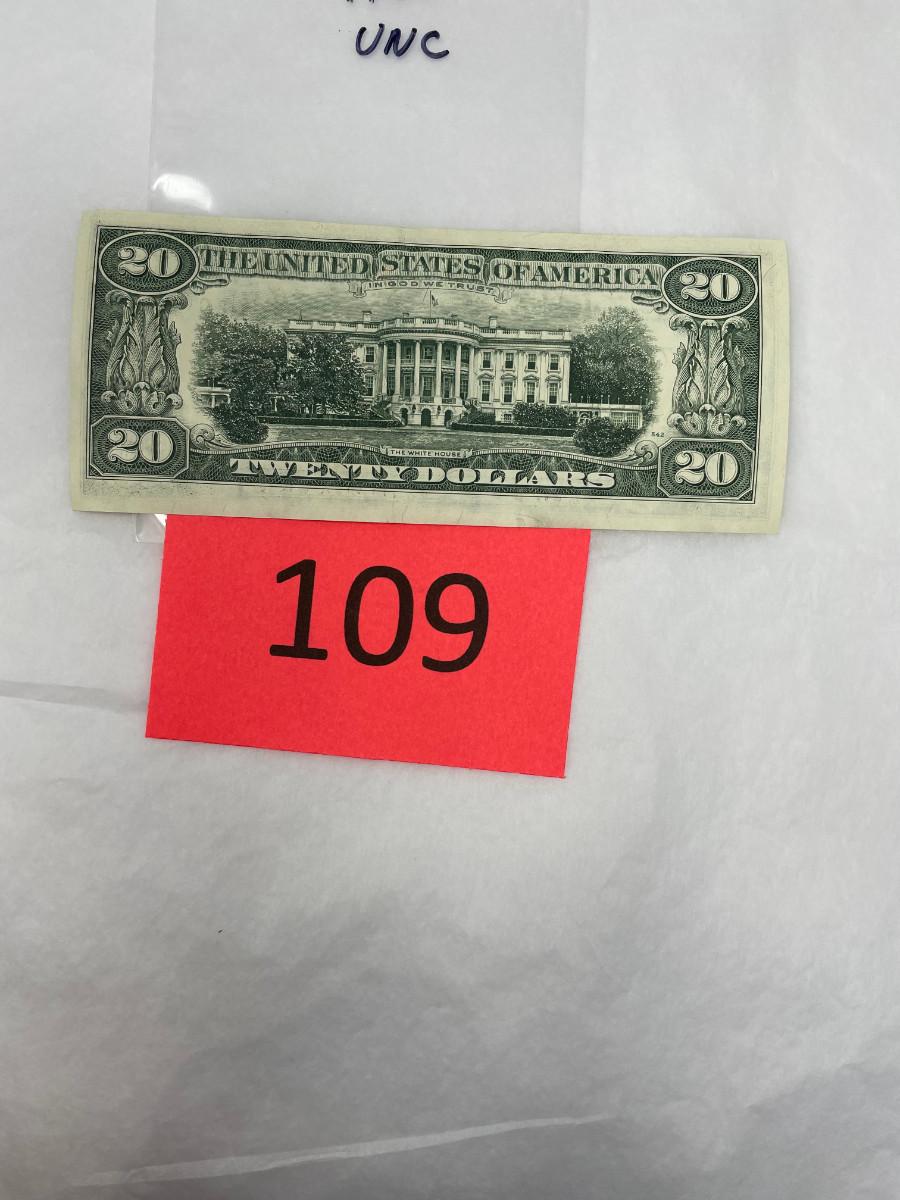 UNC
20 THE UNITED STATES OF AMERICA 20
IN GOD WE TRUST
THE WHITE HOUSE
20 TWENTY DOLLARS 20
109